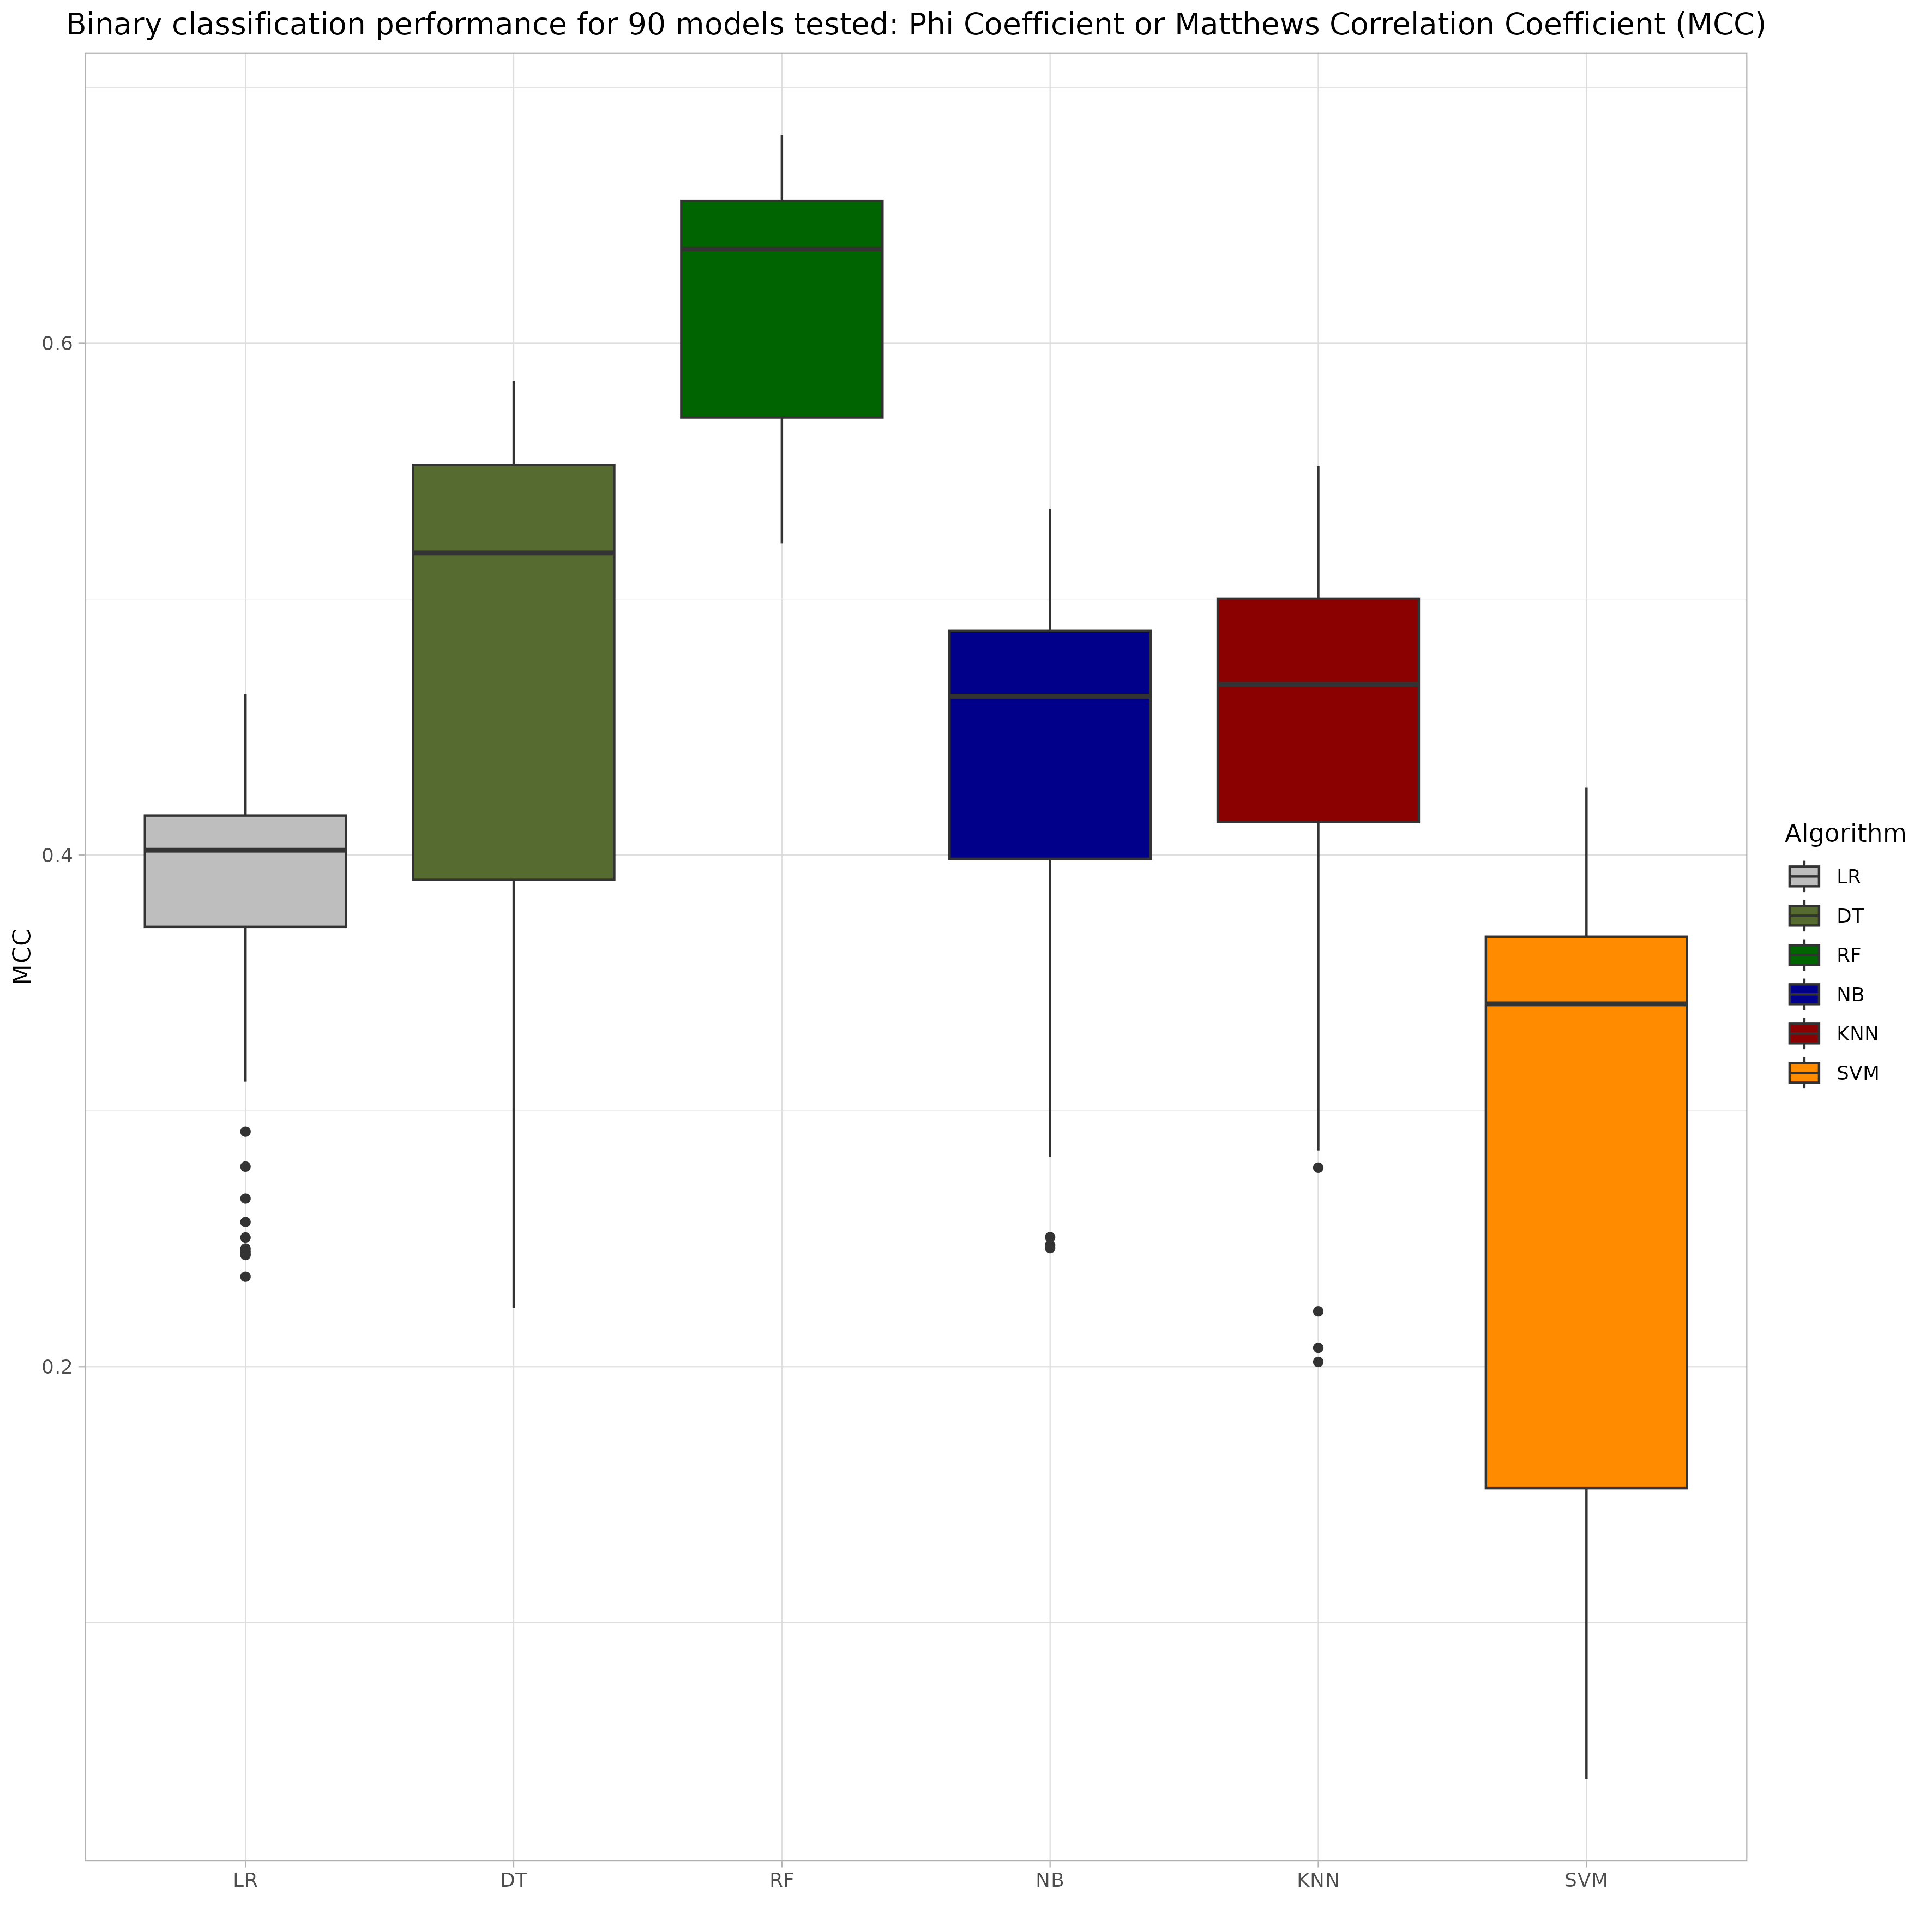 Binary classification performance for 90 models tested: Phi Coefficient or Matthews Correlation Coefficient (MCC)
0.6
0.4
0.2
MCC
LR
DT
RF
NB
KNN
SVM
Algorithm
LR
DT
RF
NB
KNN
SVM